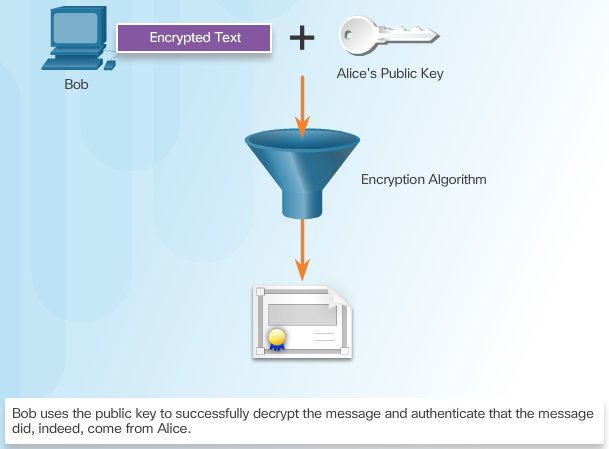 Encrypted Text
Bob
Alice's Public Key
Encryption Algorithm
Bob uses the public key to successfully decrypt the message and authenticate that the message
did, indeed, come from Alice.